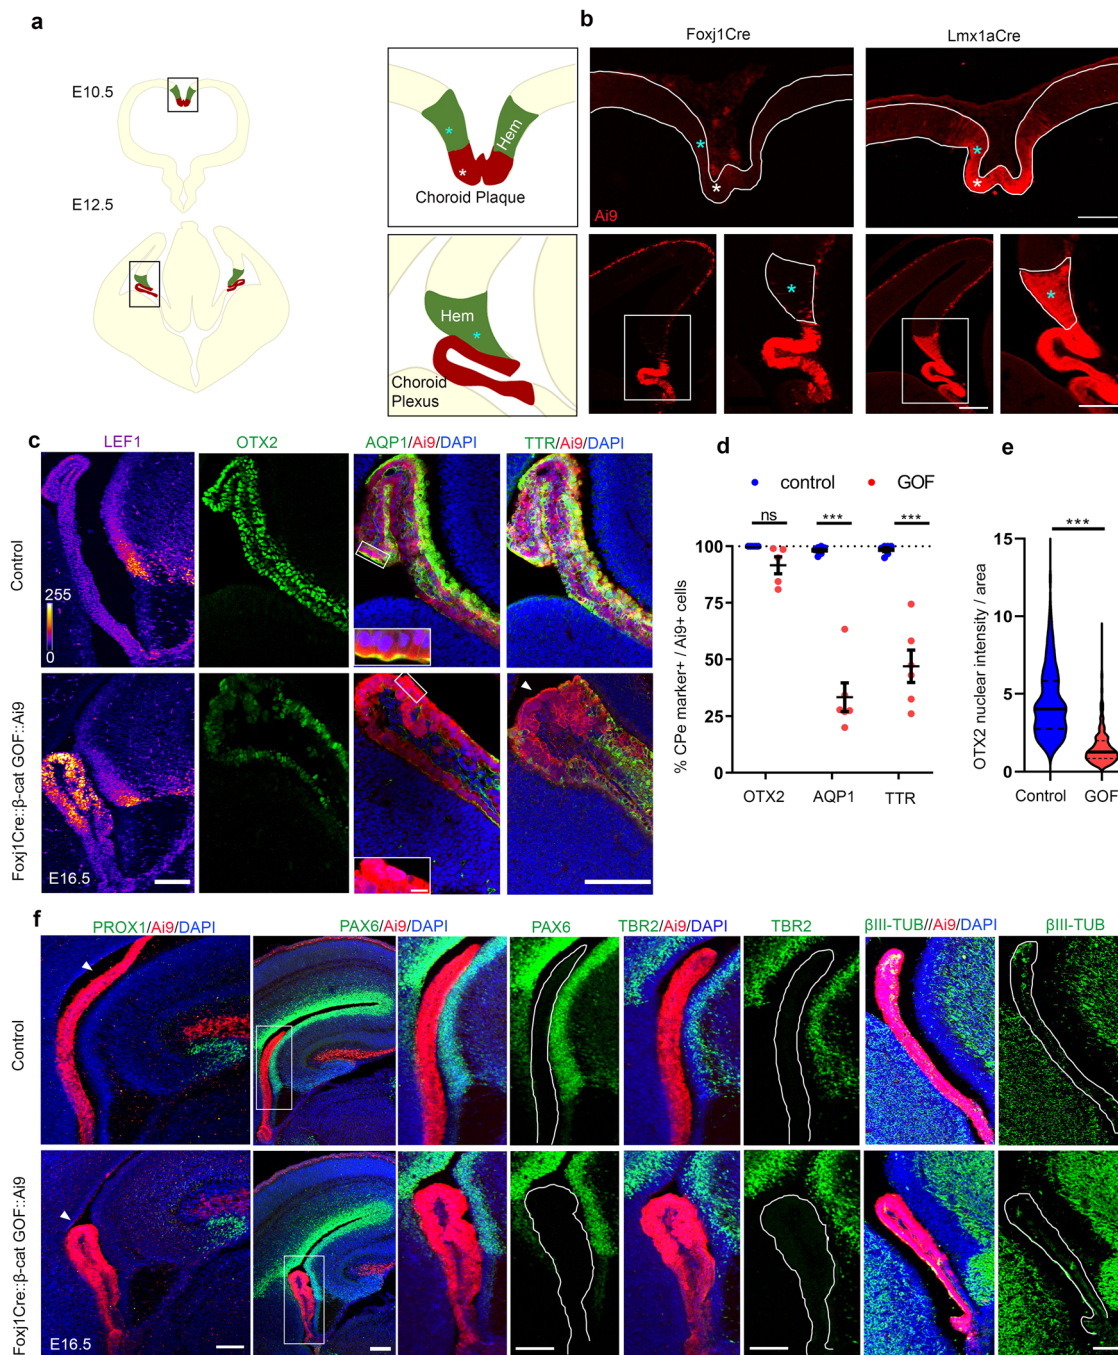 a
E10.5
E12.5
Hem
*
*
Choroid Plaque
Hem
*
Choroid
Plexus
b
Foxj1Cre
Lmx1aCre
*
*
*
*
Ai9
*
*
c
LEF1
OTX2
AQP1/Ai9/DAPI
TTR/Ai9/DAPI
Control
255
0
Foxj1Cre::β-cat GOF::Ai9
E16.5
d
control
GOF
ns
***
***
100
75
50
25
0
% CPe marker+ / Ai9+ cells
OTX2
AQP1
TTR
e
***
15
10
5
0
OTX2 nuclear intensity / area
Control
GOF
f
PROX1/Ai9/DAPI
PAX6/Ai9/DAPI
PAX6
TBR2/Ai9/DAPI
TBR2
βIII-TUB//Ai9/DAPI
βIII-TUB
Control
Foxj1Cre::β-cat GOF::Ai9
E16.5